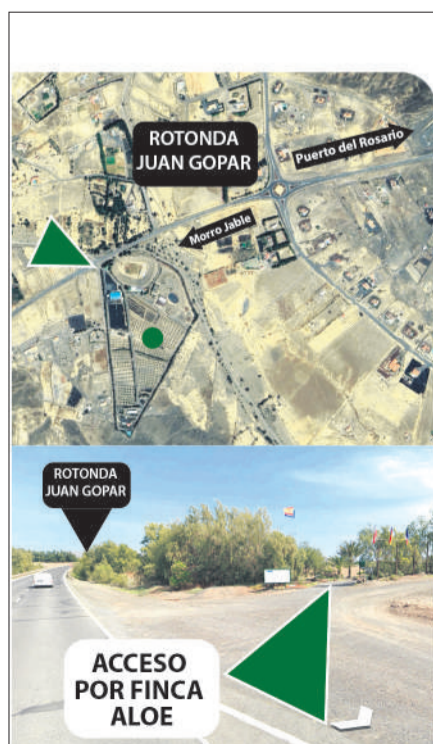 ROTONDA
JUAN GOPAR
Puerto del Rosario
Morro Jable
ROTONDA
JUAN GOPAR
ACCESO
POR FINCA
ALOE